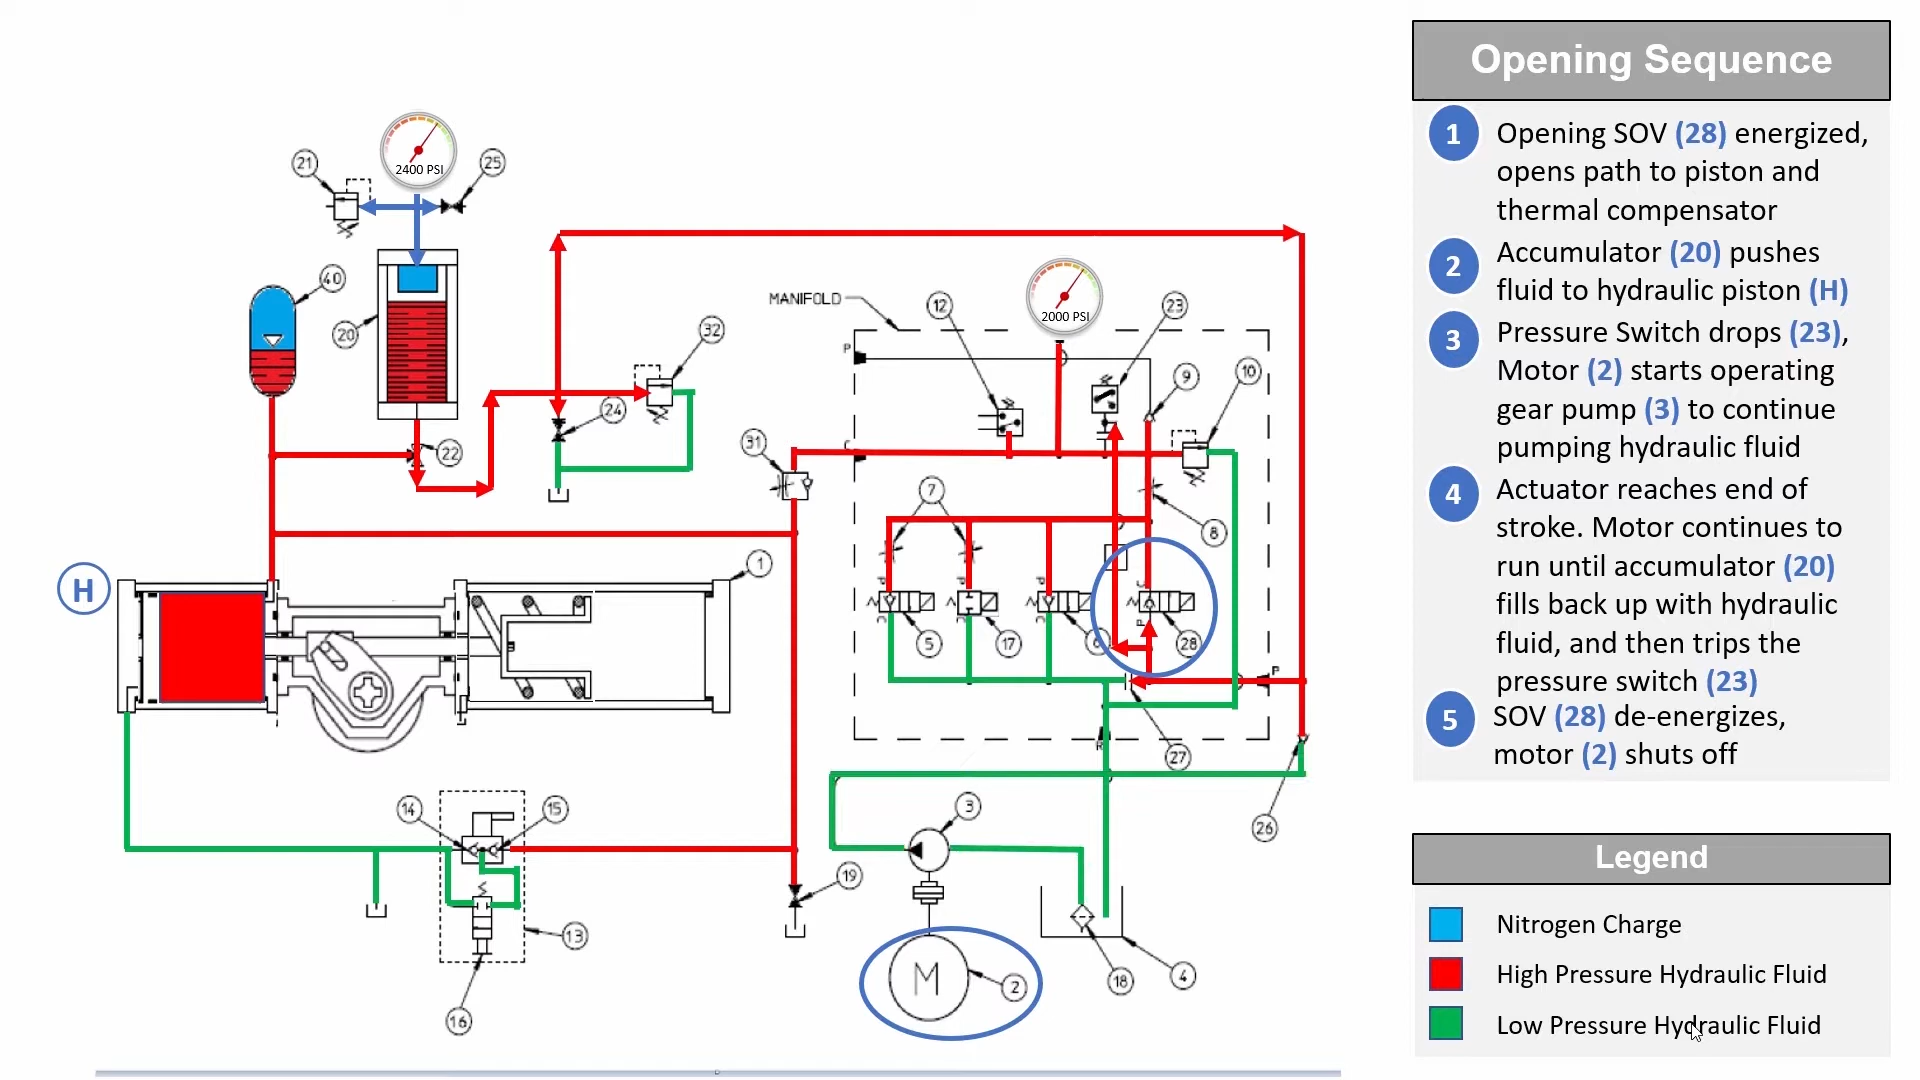 Opening Sequence
1 Opening SOV (28) energized,
opens path to piston and
thermal compensator
2 Accumulator (20) pushes
fluid to hydraulic piston (H)
3 Pressure Switch drops (23),
Motor (2) starts operating
gear pump (3) to continue
pumping hydraulic fluid
4 Actuator reaches end of
stroke. Motor continues to
run until accumulator (20)
fills back up with hydraulic
fluid, and then trips the
pressure switch (23)
5 SOV (28) de-energizes,
motor (2) shuts off
Legend
Nitrogen Charge
High Pressure Hydraulic Fluid
Low Pressure Hydraulic Fluid
2400 PSI
21
25
40
20
22
32
24
31
MANIFOLD
2000 PSI
12
23
9
10
P
C
7
8
P
P
P
C
C
C
C
P
5
17
6
28
P
R
27
26
H
1
14
15
13
16
19
3
M
2
18
4